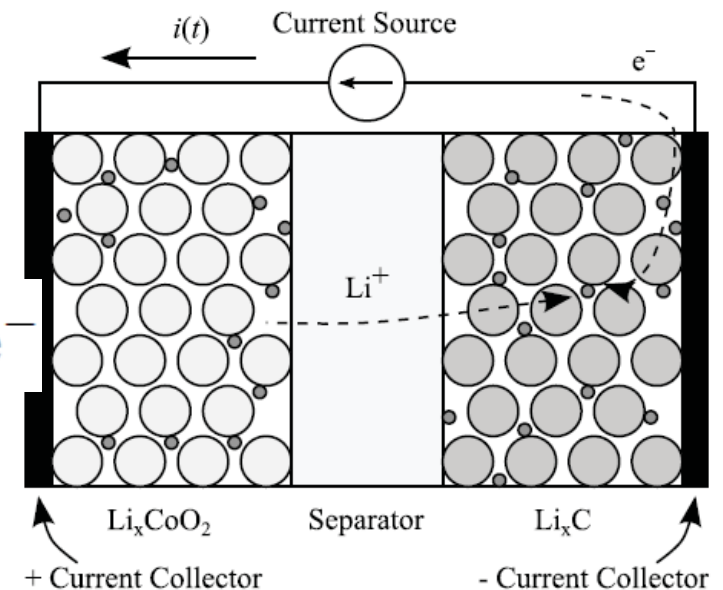 Current Source
i(t)
e⁻
Li⁺
LiₓCoO₂
Separator
LiₓC
+ Current Collector
- Current Collector